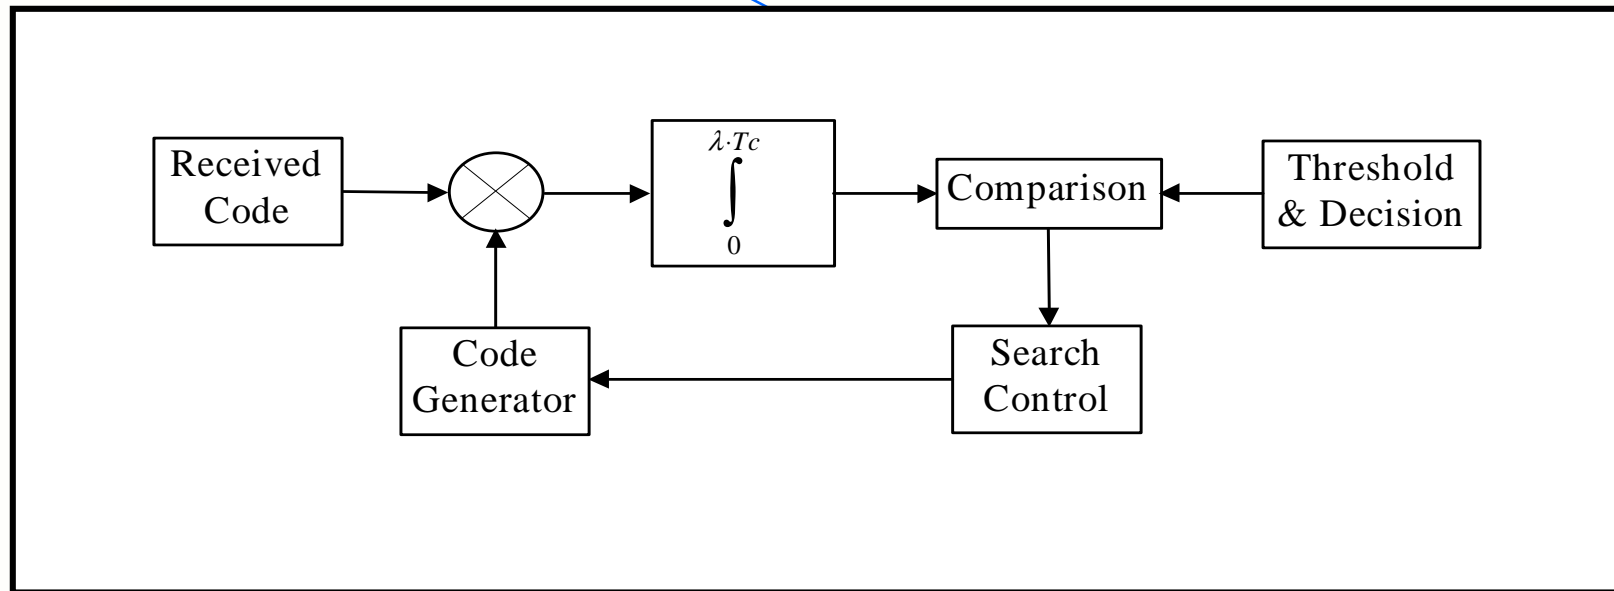 Received
Code
λ·Tc
∫
0
Comparison
Threshold
& Decision
Code
Generator
Search
Control